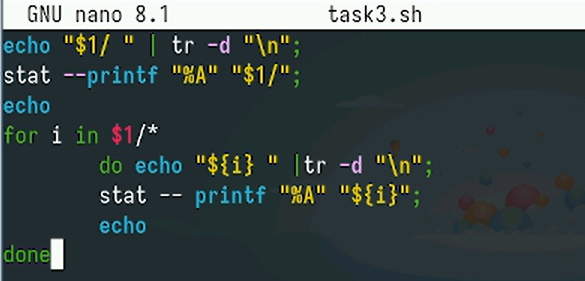 GNU nano 8.1 task3.sh
echo "$1/ " | tr -d "\n";
stat --printf "%A" "$1/";
echo
for i in $1/*
do echo "${i} " |tr -d "\n";
stat -- printf "%A" "${i}";
echo
done